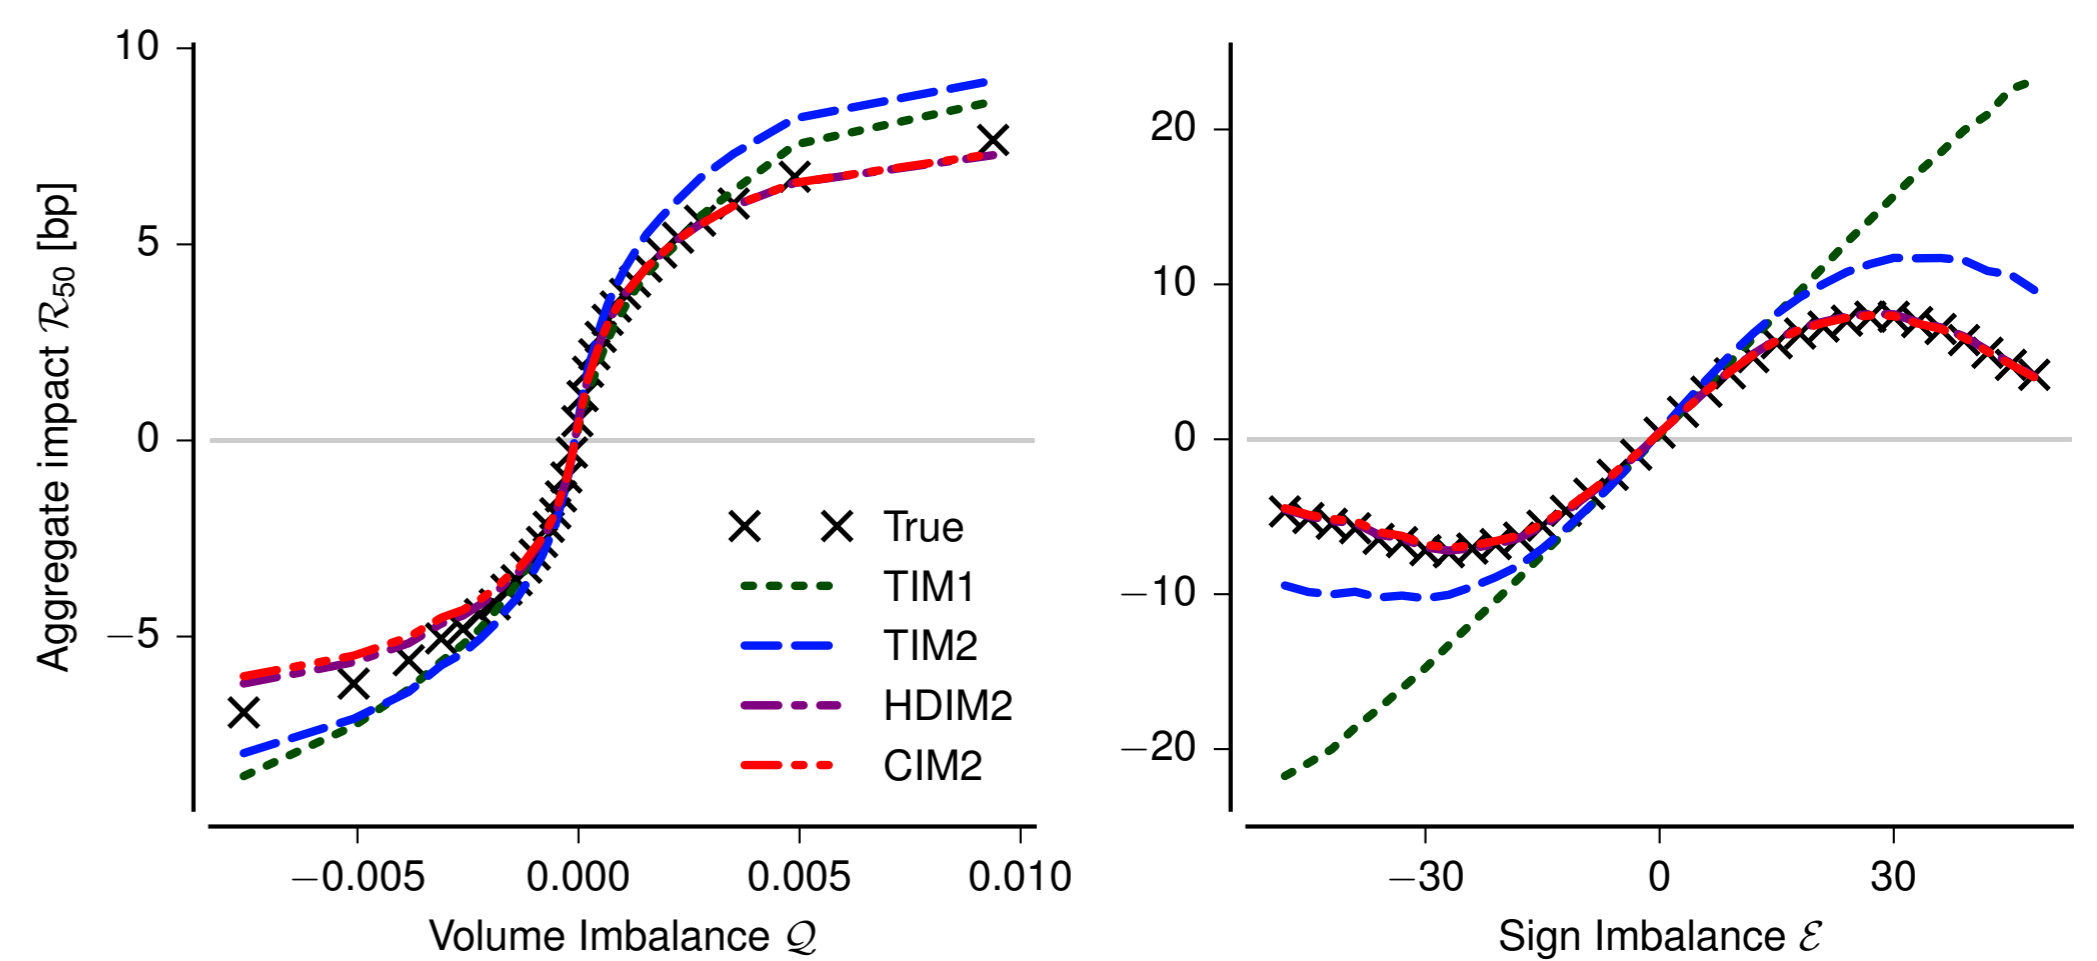 Aggregate impact ℛ₅₀ [bp]
10
5
0
−5
−0.005
0.000
0.005
0.010
Volume Imbalance 𝒬
True
TIM1
TIM2
HDIM2
CIM2
20
10
0
−10
−20
−30
0
30
Sign Imbalance ℰ